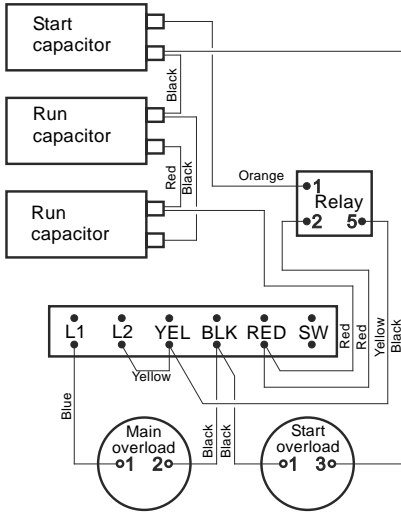 Start
capacitor
Black
Run
capacitor
Red
Black
Run
capacitor
Orange
1
Relay
2 5
L1 L2 YEL BLK RED SW
Red
Red
Yellow
Black
Yellow
Blue
Black
Black
Main
overload
1 2
Start
overload
1 3